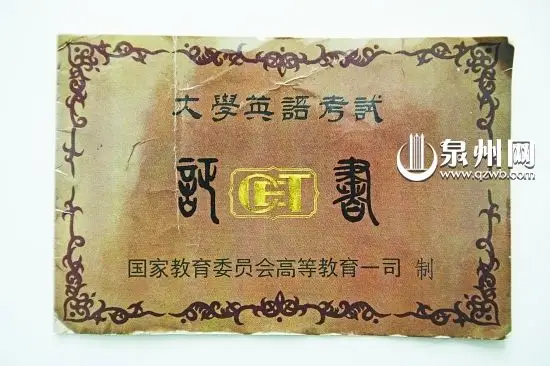 大學英語考試
泉州网
www.qzwb.com
証 CET 書
国家教育委员会高等教育一司 制